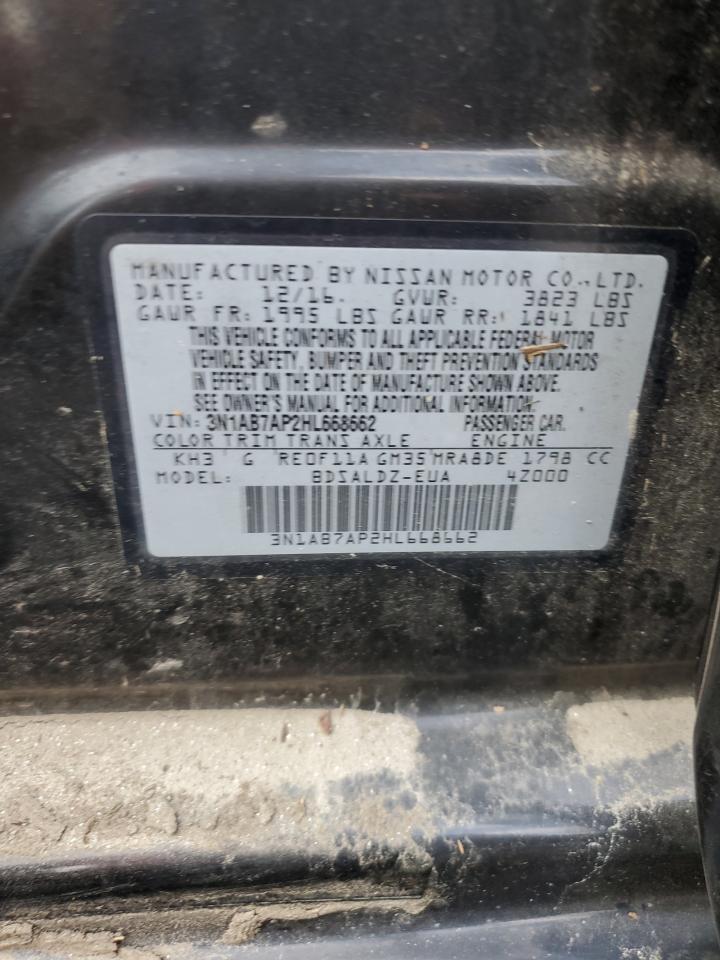 MANUFACTURED BY NISSAN MOTOR CO., LTD.
DATE: 12/16. GVWR: 3823 LBS
GAWR FR: 1995 LBS GAWR RR: 1841 LBS
THIS VEHICLE CONFORMS TO ALL APPLICABLE FEDERAL MOTOR
VEHICLE SAFETY, BUMPER AND THEFT PREVENTION STANDARDS
IN EFFECT ON THE DATE OF MANUFACTURE SHOWN ABOVE.
SEE OWNER'S MANUAL FOR ADDITIONAL INFORMATION.
VIN: 3N1AB7AP2HL668662 PASSENGER CAR.
COLOR TRIM TRANS AXLE ENGINE
KH3 G RE0F11A GM35 MRA8DE 1798 CC
MODEL: BDSALDZ-EUA 4Z000
3N1AB7AP2HL668662